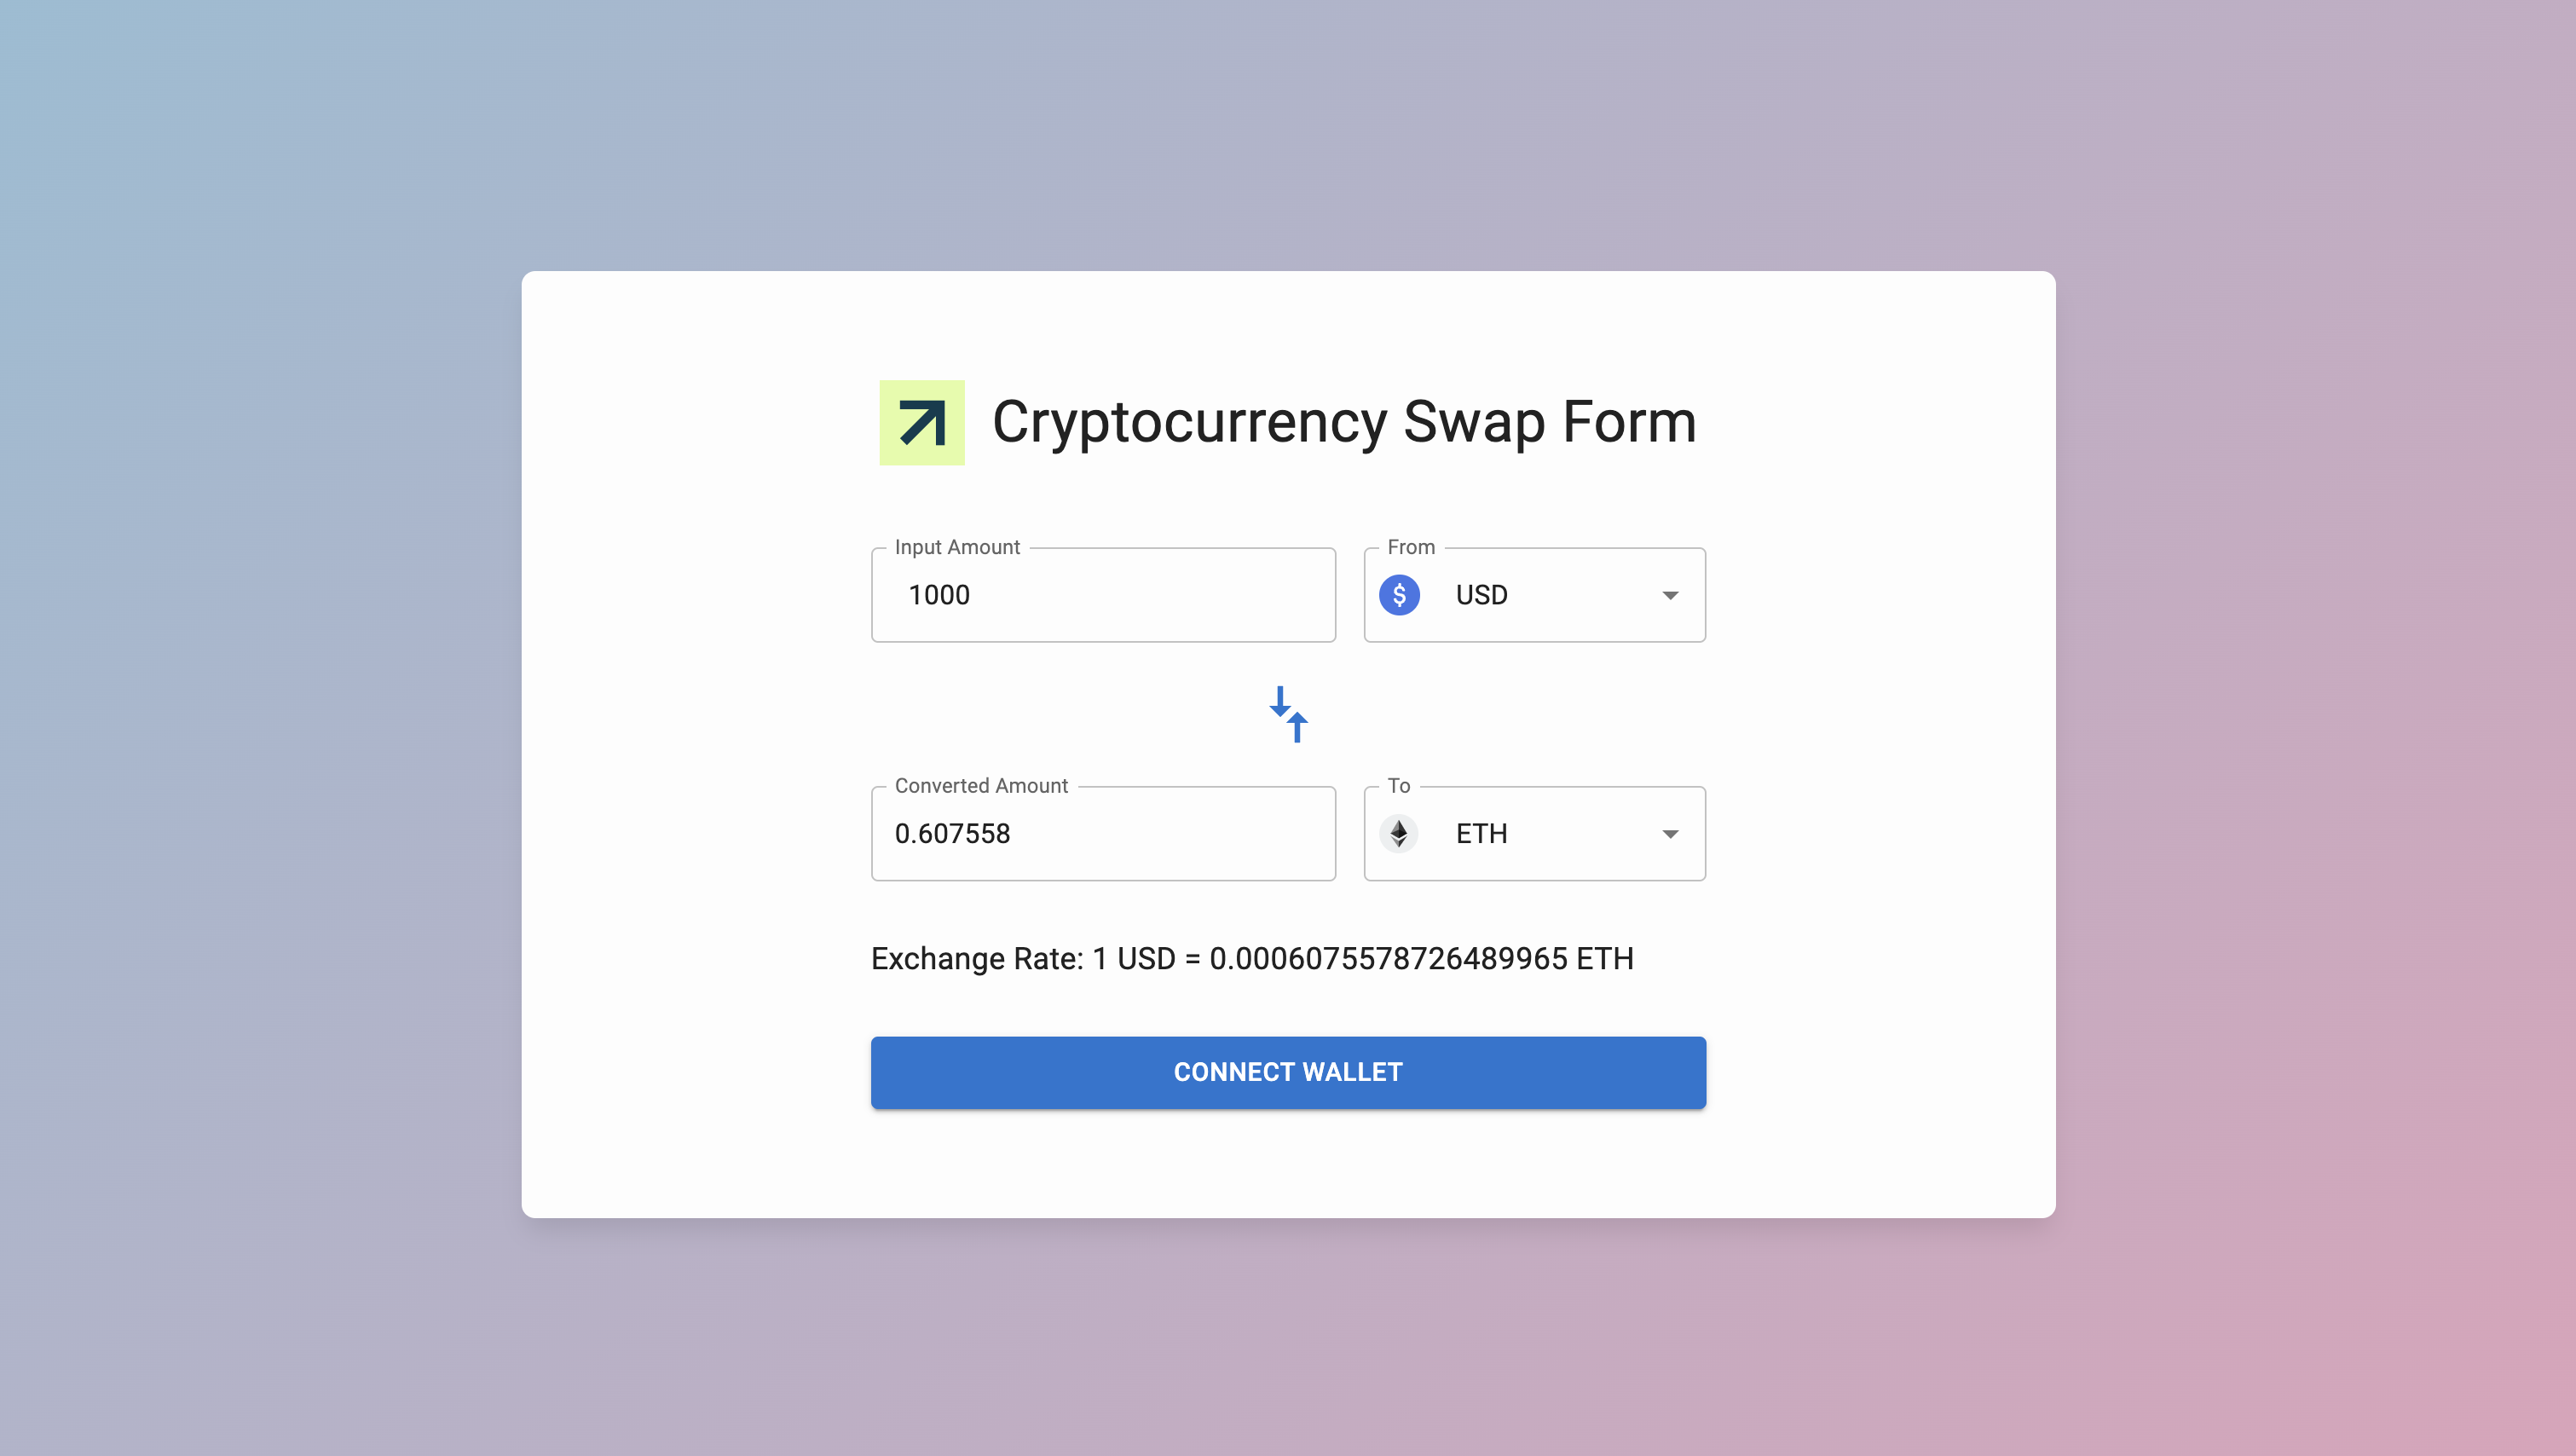 Cryptocurrency Swap Form
Input Amount
1000
From
$
USD
Converted Amount
0.607558
To
ETH
Exchange Rate: 1 USD = 0.0006075578726489965 ETH
CONNECT WALLET